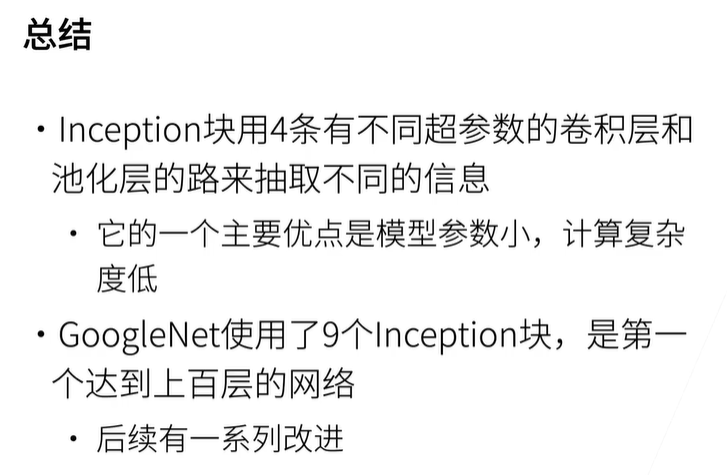 总结
• Inception块用4条有不同超参数的卷积层和
池化层的路来抽取不同的信息
• 它的一个主要优点是模型参数小，计算复杂
度低
• GoogleNet使用了9个Inception块，是第一
个达到上百层的网络
• 后续有一系列改进